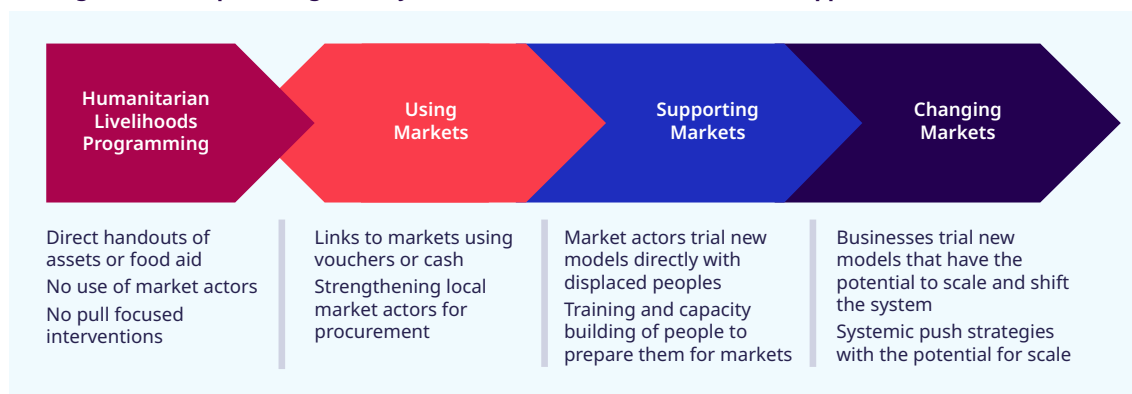 Humanitarian
Livelihoods
Programming
Using
Markets
Supporting
Markets
Changing
Markets
Direct handouts of
assets or food aid
No use of market actors
No pull focused
interventions
Links to markets using
vouchers or cash
Strengthening local
market actors for
procurement
Market actors trial new
models directly with
displaced peoples
Training and capacity
building of people to
prepare them for markets
Businesses trial new
models that have the
potential to scale and shift
the system
Systemic push strategies
with the potential for scale